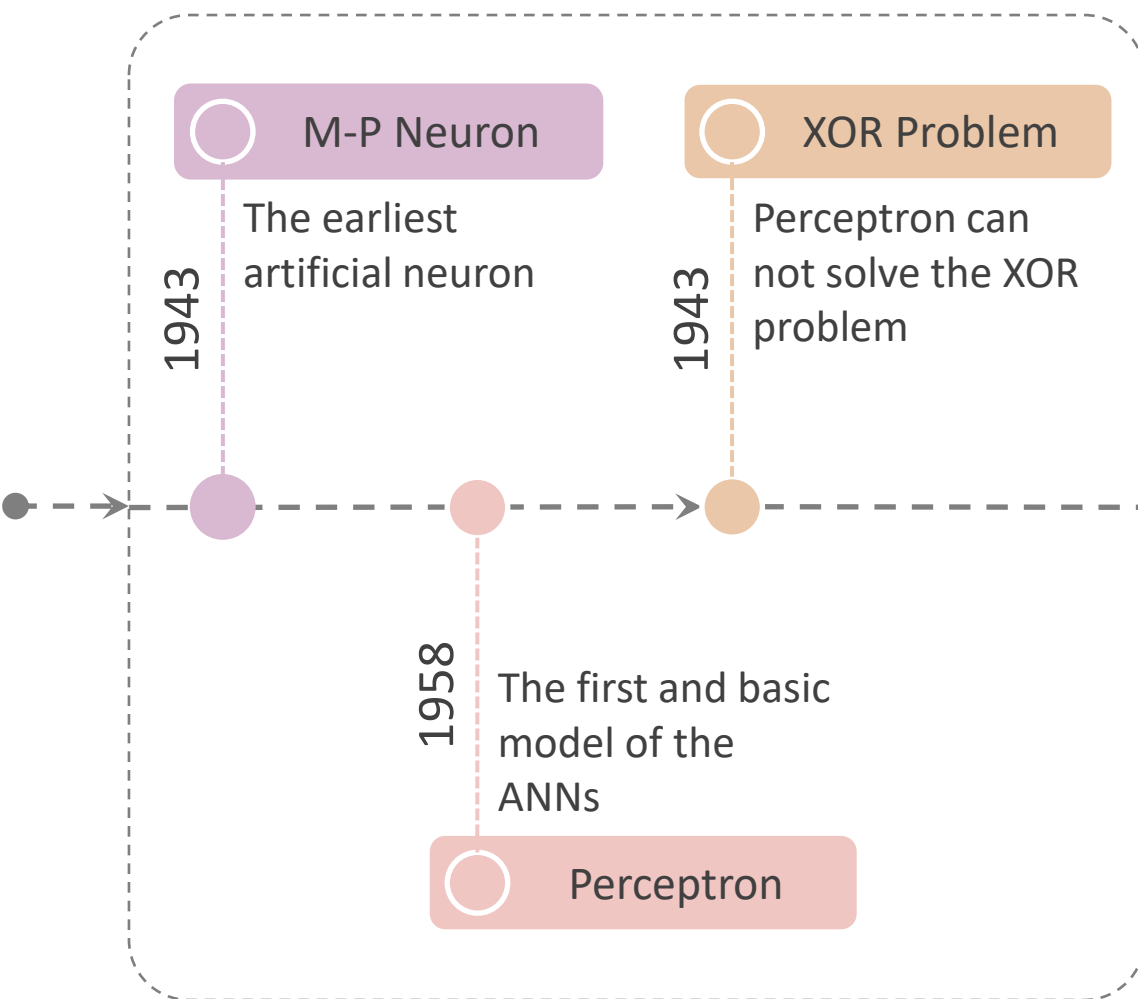 M-P Neuron
1943
The earliest
artificial neuron
XOR Problem
1943
Perceptron can
not solve the XOR
problem
1958
The first and basic
model of the
ANNs
Perceptron